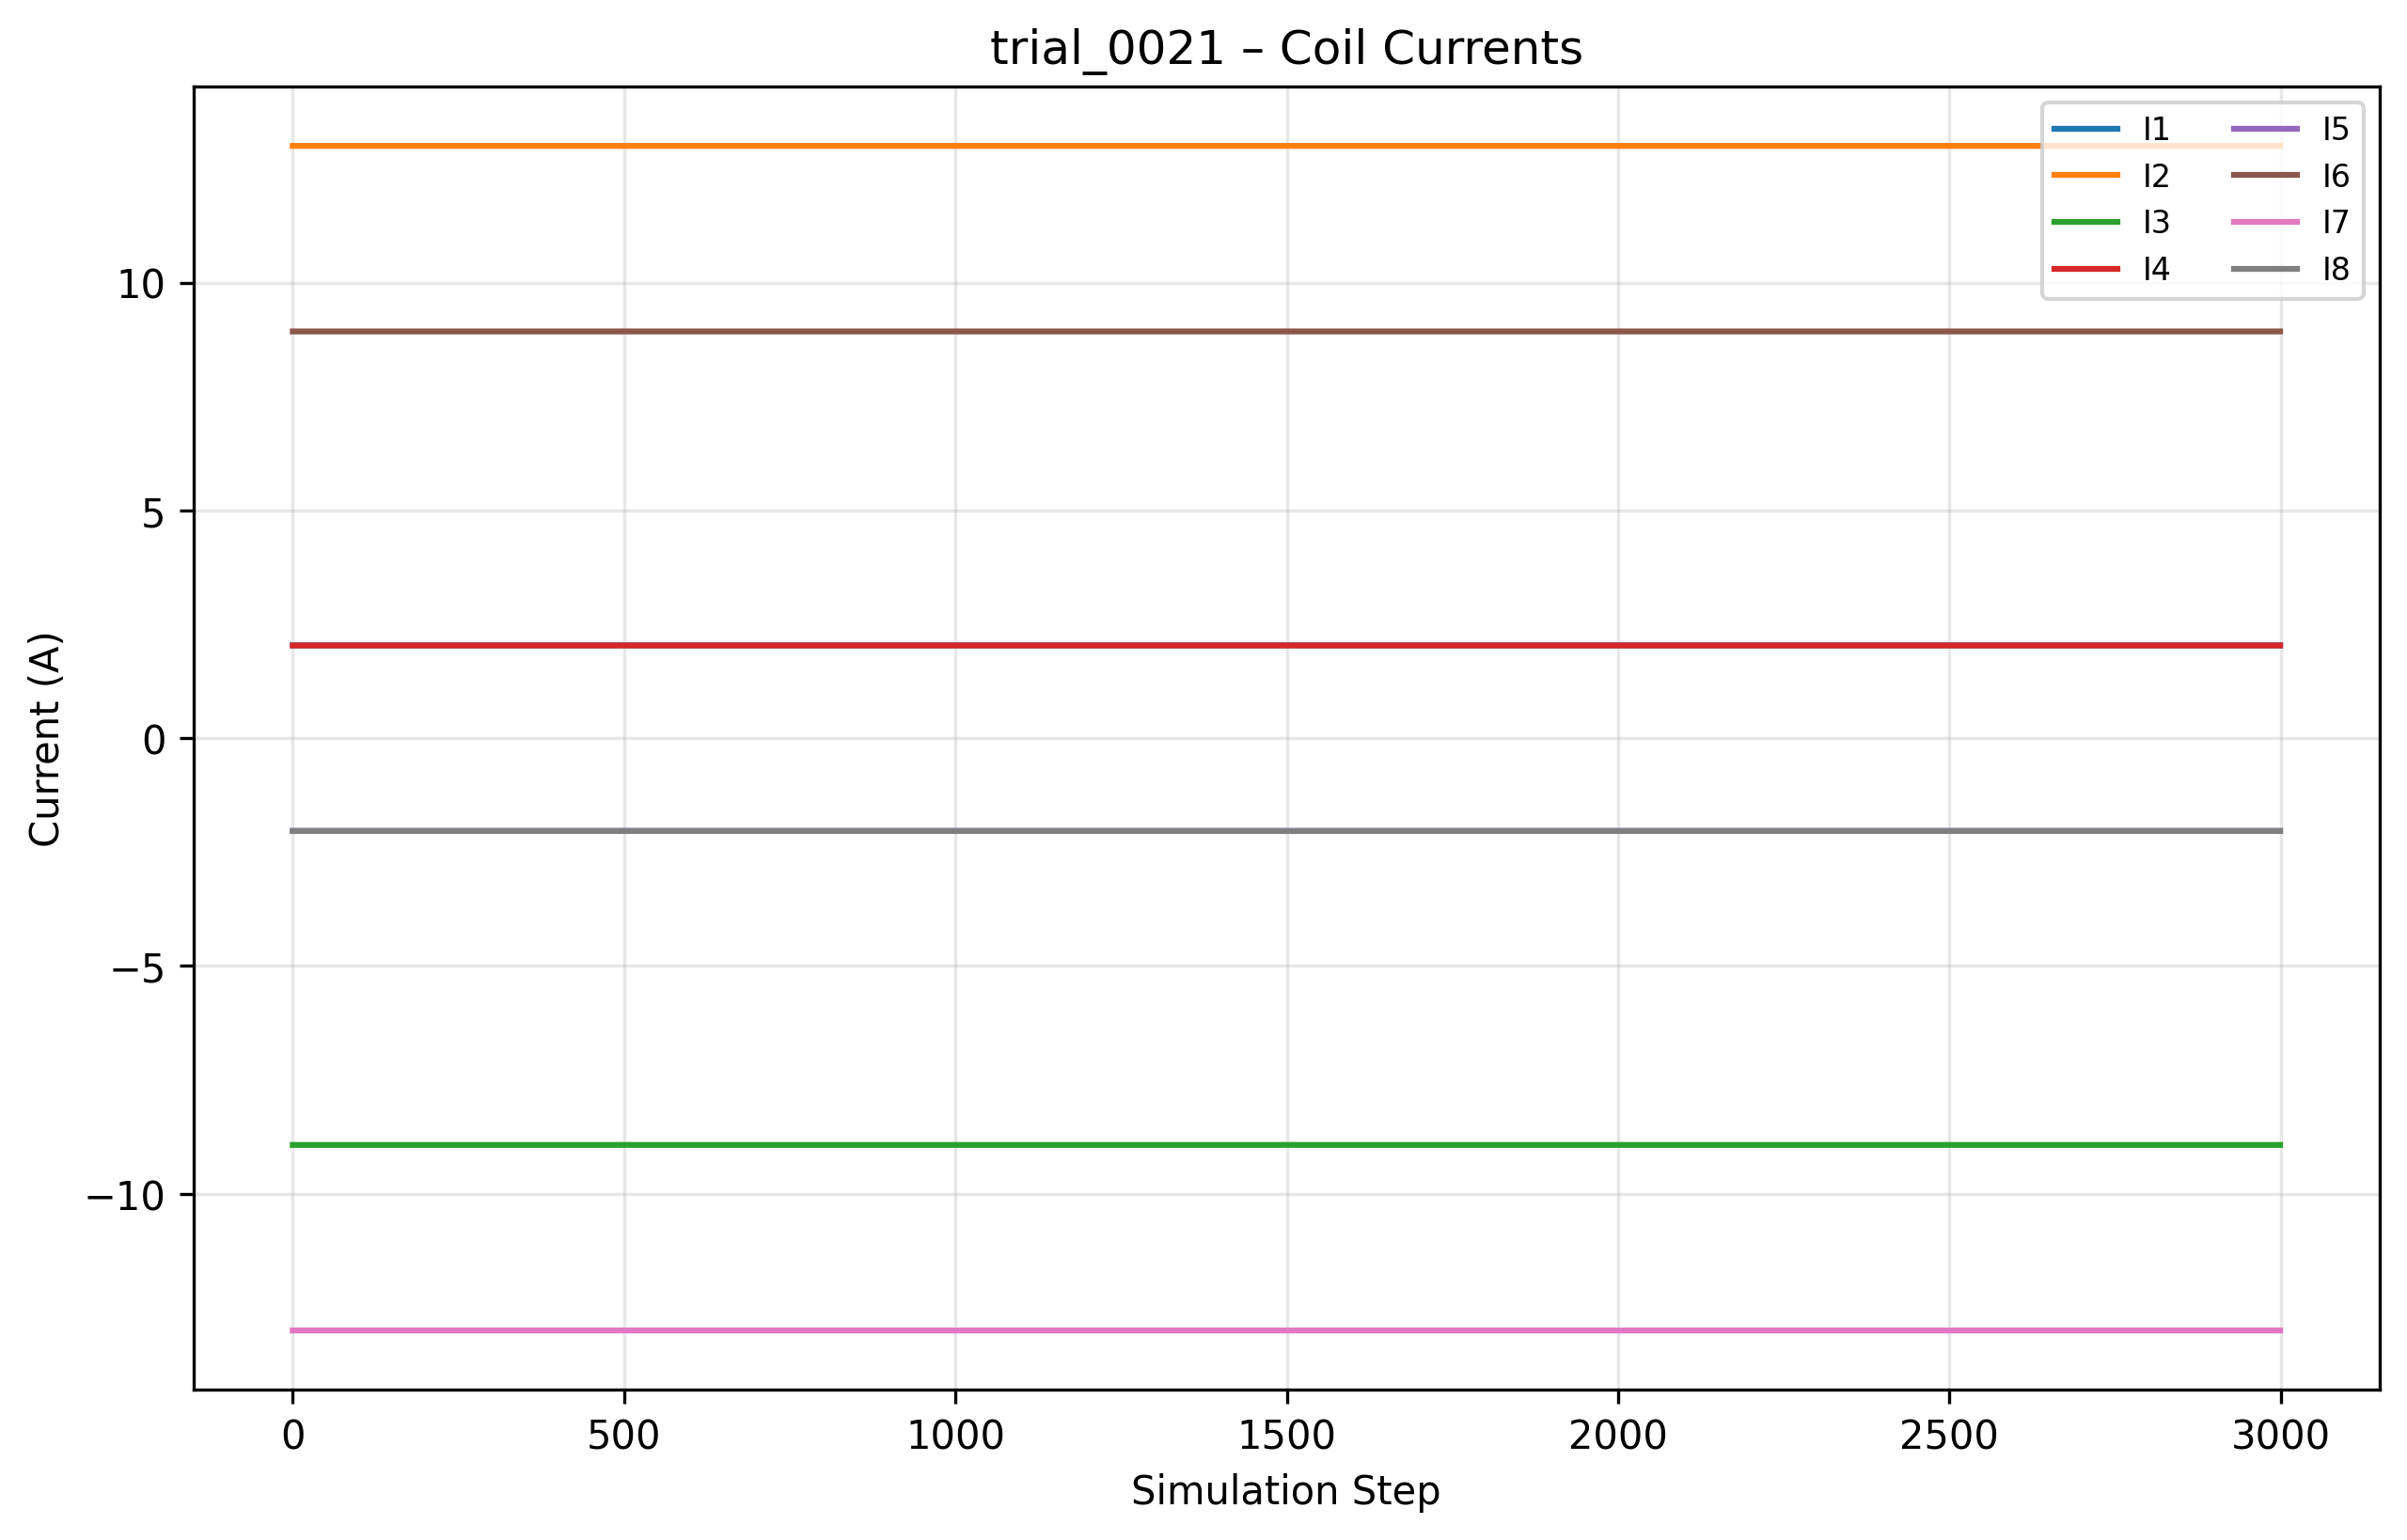 trial_0021 – Coil Currents
I1 I5
I2 I6
I3 I7
I4 I8
10
5
0
−5
−10
Current (A)
0 500 1000 1500 2000 2500 3000
Simulation Step